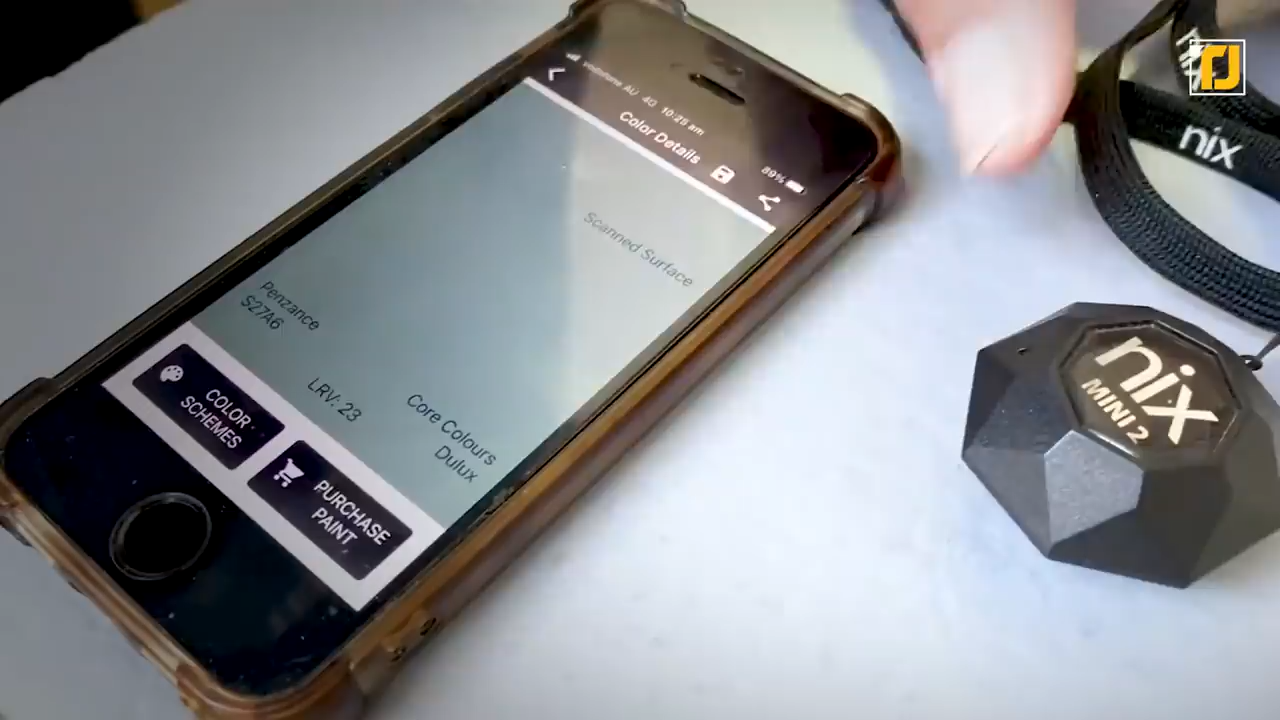 vodafone AU 4G 10:25 am
89%
Color Details
Scanned Surface
Penzance
S27A6
LRV: 23
Core Colours
Dulux
COLOR
SCHEMES
PURCHASE
PAINT
nix
nix
MINI 2
RJ